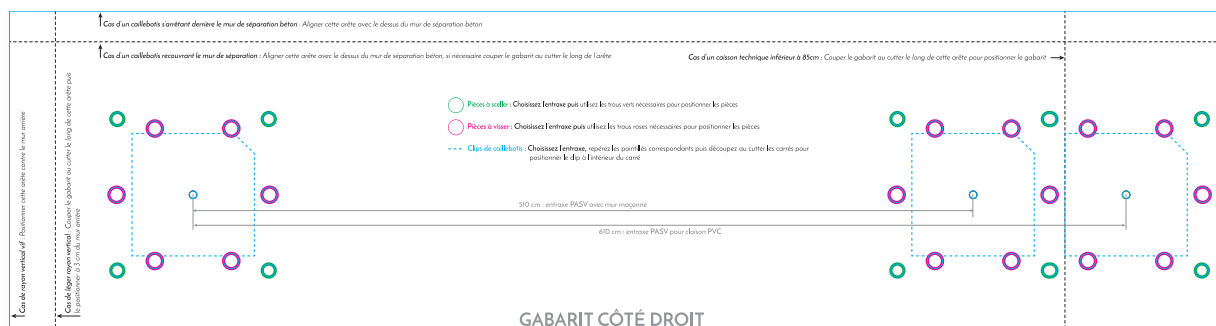 Cas d'un caillebotis s'arrêtant derrière le mur de séparation béton : Aligner cette arête avec le dessus du mur de séparation béton
Cas d'un caillebotis recouvrant le mur de séparation : Aligner cette arête avec le dessus du mur de séparation béton, si nécessaire couper le gabarit au cutter le long de l'arête
Cas d'un caisson technique inférieur à 85cm : Couper le gabarit au cutter le long de cette arête pour positionner le gabarit
Cas de rayon vertical vif : Positionner cette arête contre le mur arrière
Cas de léger rayon vertical : Couper le gabarit au cutter le long de cette arête puis
le positionner à 3 cm du mur arrière
Pièces à sceller : Choisissez l'entraxe puis utilisez les trous verts nécessaires pour positionner les pièces
Pièces à visser : Choisissez l'entraxe puis utilisez les trous roses nécessaires pour positionner les pièces
Clips de caillebotis : Choisissez l'entraxe, repérez les pointillés correspondants puis découpez au cutter les carrés pour
positionner le clip à l'intérieur du carré
510 cm : entraxe PASV avec mur maçonné
610 cm : entraxe PASV pour cloison PVC
GABARIT CÔTÉ DROIT